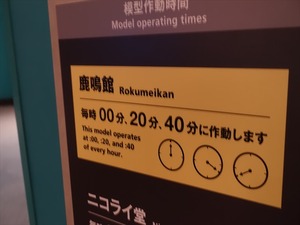 模型作動時間
Model operating times
鹿鳴館 Rokumeikan
毎時 00分、20分、40分に作動します
This model operates
at :00, :20, and :40
of every hour.
ニコライ堂